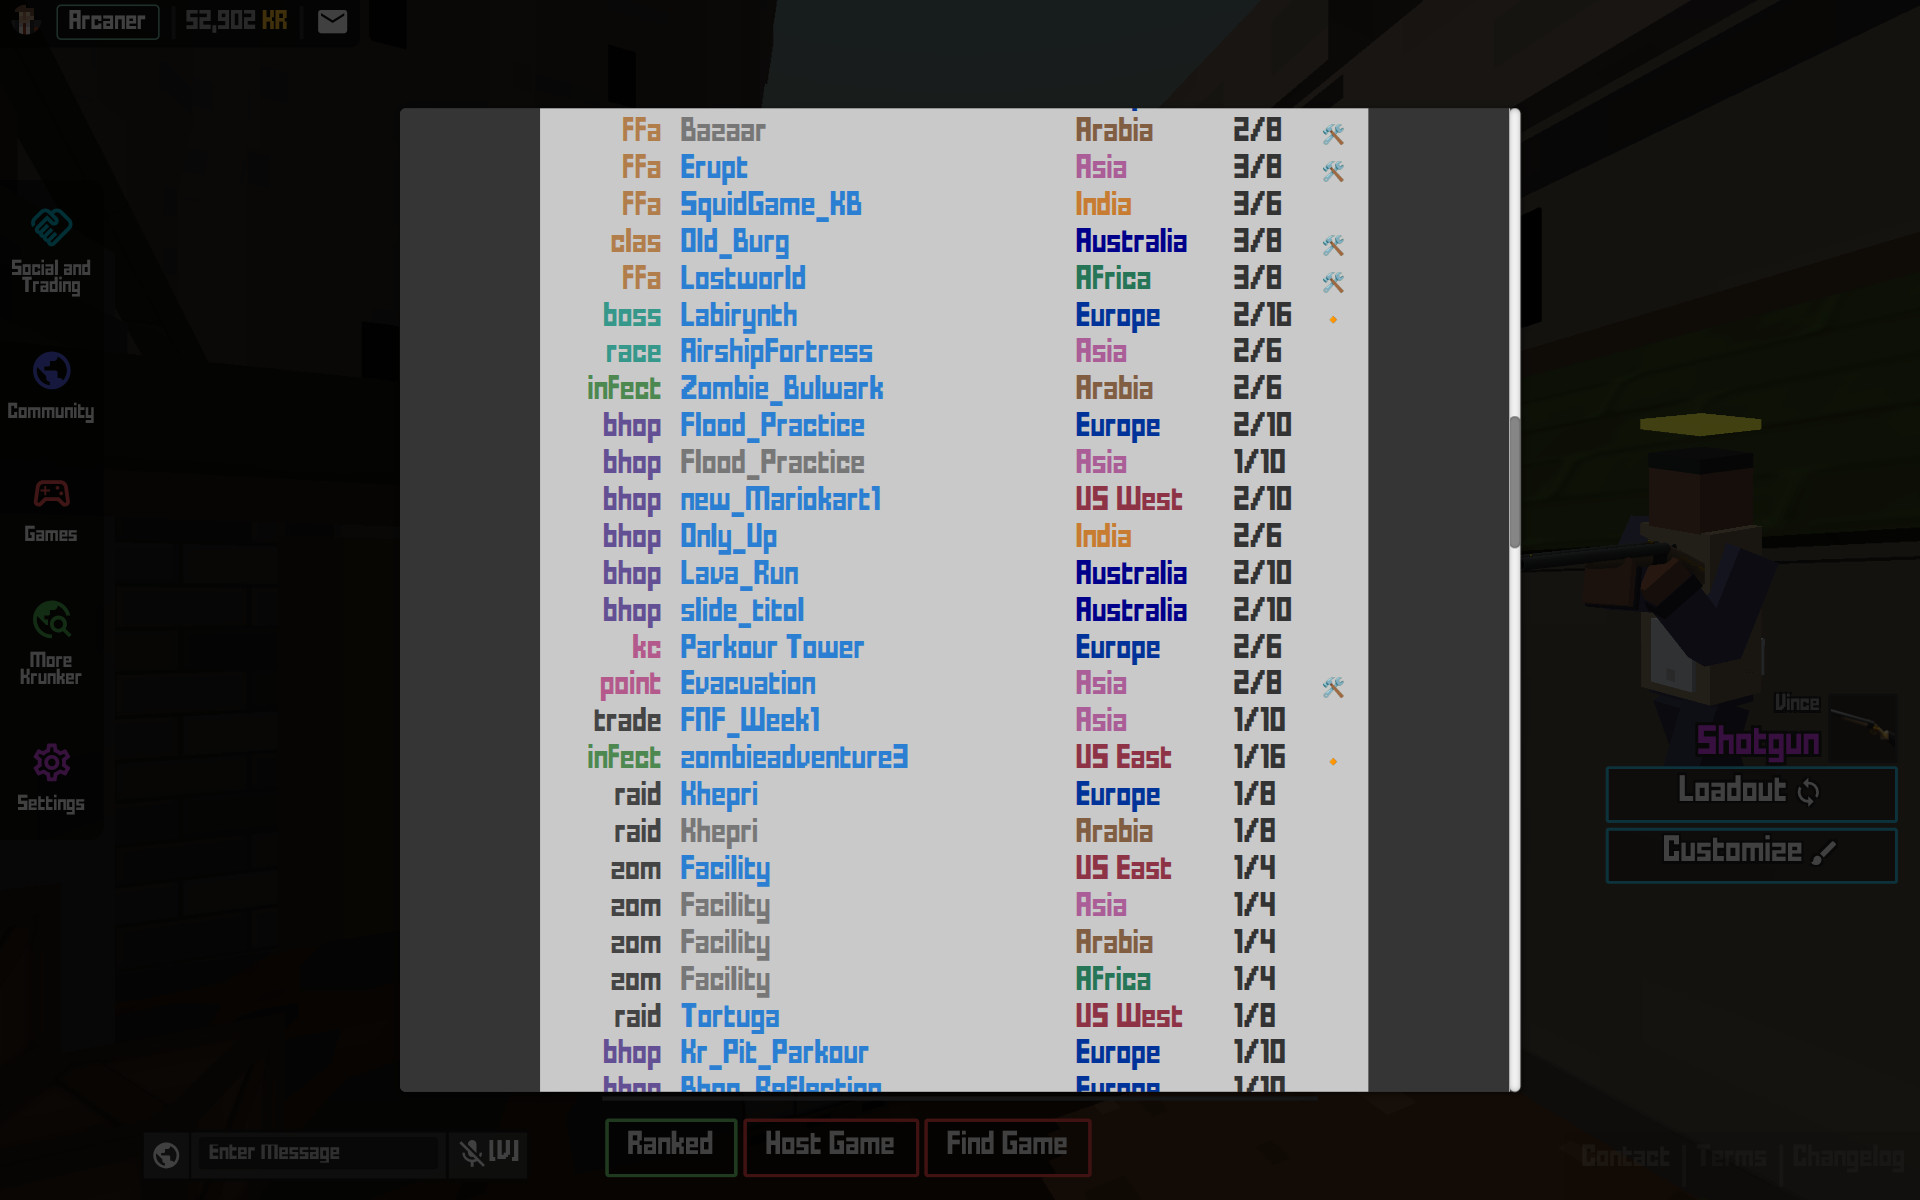 Arcaner 52,902 KR
FFa Bazaar Arabia 2/8
FFa Erupt Asia 3/8
FFa SquidGame_KB India 3/6
clas Old_Burg Australia 3/8
FFa Lostworld AFrica 3/8
boss Labirynth Europe 2/16
race AirshipFortress Asia 2/6
inFect Zombie_Bulwark Arabia 2/6
bhop Flood_Practice Europe 2/10
bhop Flood_Practice Asia 1/10
bhop new_Mariokart1 US West 2/10
bhop Only_Up India 2/6
bhop Lava_Run Australia 2/10
bhop slide_titol Australia 2/10
kc Parkour Tower Europe 2/6
point Evacuation Asia 2/8
trade FNF_Week1 Asia 1/10
inFect zombieadventure3 US East 1/16
raid Khepri Europe 1/8
raid Khepri Arabia 1/8
zom Facility US East 1/4
zom Facility Asia 1/4
zom Facility Arabia 1/4
zom Facility AFrica 1/4
raid Tortuga US West 1/8
bhop Kr_Pit_Parkour Europe 1/10
bhop Bhop_ReFlection Europe 1/10
Social and
Trading
Community
Games
More
Krunker
Settings
Vince
Shotgun
Loadout
Customize
Enter Message
[V]
Ranked
Host Game
Find Game
Contact
Terms
Changelog